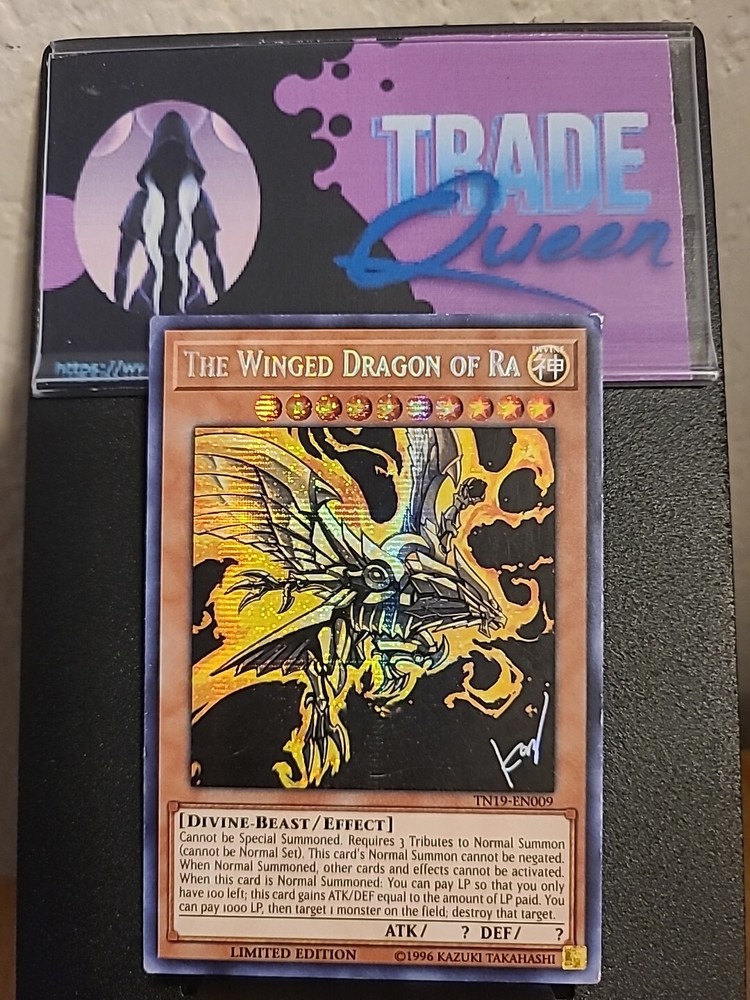 TRADE
Queen
https://w
THE WINGED DRAGON OF RA
DIVINE
神
TN19-EN009
[DIVINE-BEAST/EFFECT]
Cannot be Special Summoned. Requires 3 Tributes to Normal Summon
(cannot be Normal Set). This card's Normal Summon cannot be negated.
When Normal Summoned, other cards and effects cannot be activated.
When this card is Normal Summoned: You can pay LP so that you only
have 100 left; this card gains ATK/DEF equal to the amount of LP paid. You
can pay 1000 LP, then target 1 monster on the field; destroy that target.
ATK/ ? DEF/ ?
LIMITED EDITION ©1996 KAZUKI TAKAHASHI